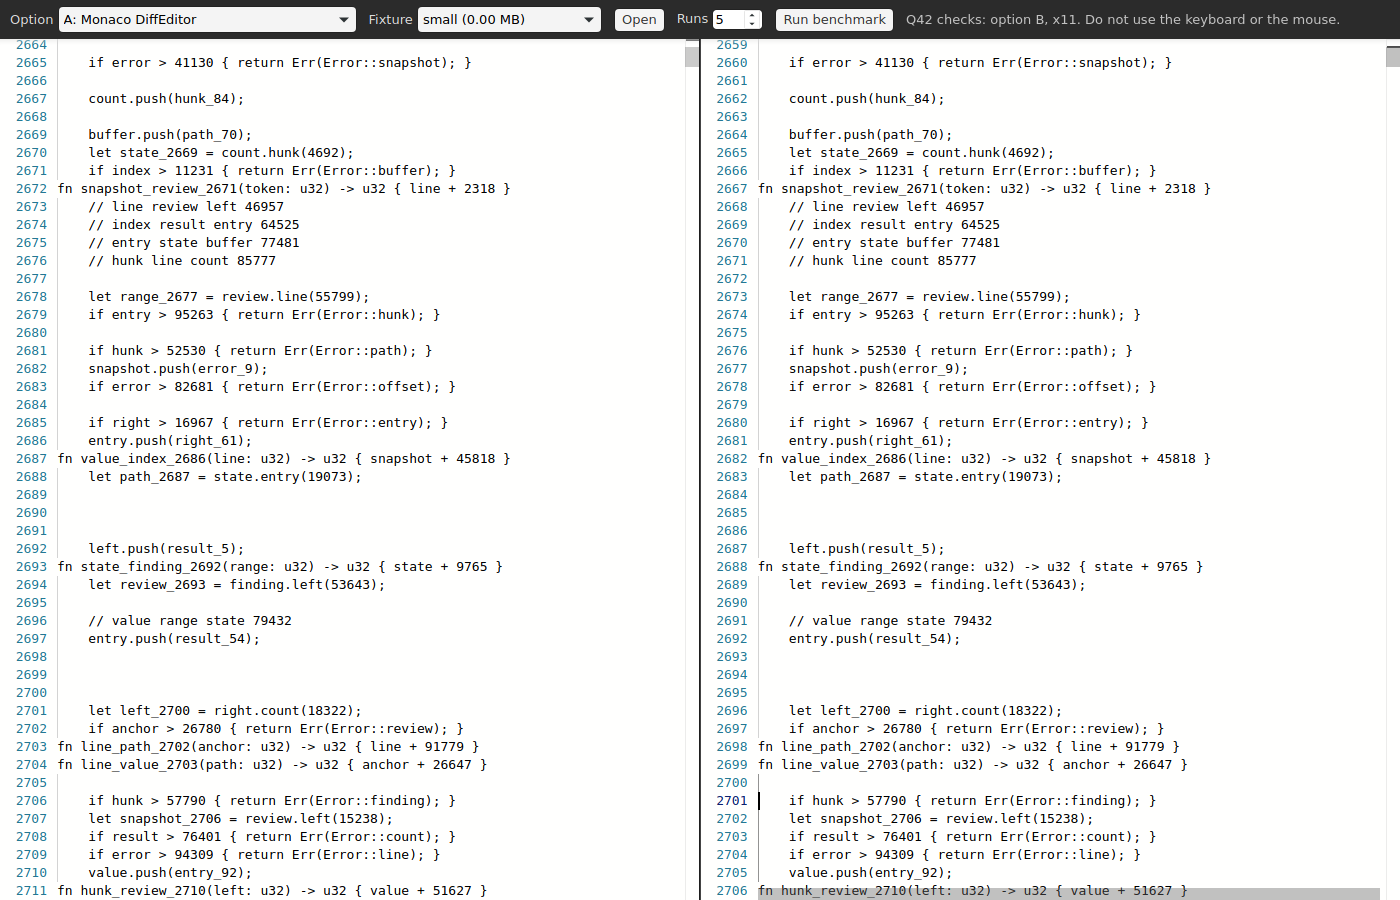 Option A: Monaco DiffEditor Fixture small (0.00 MB) Open Runs 5 Run benchmark Q42 checks: option B, x11. Do not use the keyboard or the mouse.
2664 2659
2665 if error > 41130 { return Err(Error::snapshot); } 2660 if error > 41130 { return Err(Error::snapshot); }
2666 2661
2667 count.push(hunk_84); 2662 count.push(hunk_84);
2668 2663
2669 buffer.push(path_70); 2664 buffer.push(path_70);
2670 let state_2669 = count.hunk(4692); 2665 let state_2669 = count.hunk(4692);
2671 if index > 11231 { return Err(Error::buffer); } 2666 if index > 11231 { return Err(Error::buffer); }
2672 fn snapshot_review_2671(token: u32) -> u32 { line + 2318 } 2667 fn snapshot_review_2671(token: u32) -> u32 { line + 2318 }
2673 // line review left 46957 2668 // line review left 46957
2674 // index result entry 64525 2669 // index result entry 64525
2675 // entry state buffer 77481 2670 // entry state buffer 77481
2676 // hunk line count 85777 2671 // hunk line count 85777
2677 2672
2678 let range_2677 = review.line(55799); 2673 let range_2677 = review.line(55799);
2679 if entry > 95263 { return Err(Error::hunk); } 2674 if entry > 95263 { return Err(Error::hunk); }
2680 2675
2681 if hunk > 52530 { return Err(Error::path); } 2676 if hunk > 52530 { return Err(Error::path); }
2682 snapshot.push(error_9); 2677 snapshot.push(error_9);
2683 if error > 82681 { return Err(Error::offset); } 2678 if error > 82681 { return Err(Error::offset); }
2684 2679
2685 if right > 16967 { return Err(Error::entry); } 2680 if right > 16967 { return Err(Error::entry); }
2686 entry.push(right_61); 2681 entry.push(right_61);
2687 fn value_index_2686(line: u32) -> u32 { snapshot + 45818 } 2682 fn value_index_2686(line: u32) -> u32 { snapshot + 45818 }
2688 let path_2687 = state.entry(19073); 2683 let path_2687 = state.entry(19073);
2689 2684
2690 2685
2691 2686
2692 left.push(result_5); 2687 left.push(result_5);
2693 fn state_finding_2692(range: u32) -> u32 { state + 9765 } 2688 fn state_finding_2692(range: u32) -> u32 { state + 9765 }
2694 let review_2693 = finding.left(53643); 2689 let review_2693 = finding.left(53643);
2695 2690
2696 // value range state 79432 2691 // value range state 79432
2697 entry.push(result_54); 2692 entry.push(result_54);
2698 2693
2699 2694
2700 2695
2701 let left_2700 = right.count(18322); 2696 let left_2700 = right.count(18322);
2702 if anchor > 26780 { return Err(Error::review); } 2697 if anchor > 26780 { return Err(Error::review); }
2703 fn line_path_2702(anchor: u32) -> u32 { line + 91779 } 2698 fn line_path_2702(anchor: u32) -> u32 { line + 91779 }
2704 fn line_value_2703(path: u32) -> u32 { anchor + 26647 } 2699 fn line_value_2703(path: u32) -> u32 { anchor + 26647 }
2705 2700
2706 if hunk > 57790 { return Err(Error::finding); } 2701 if hunk > 57790 { return Err(Error::finding); }
2707 let snapshot_2706 = review.left(15238); 2702 let snapshot_2706 = review.left(15238);
2708 if result > 76401 { return Err(Error::count); } 2703 if result > 76401 { return Err(Error::count); }
2709 if error > 94309 { return Err(Error::line); } 2704 if error > 94309 { return Err(Error::line); }
2710 value.push(entry_92); 2705 value.push(entry_92);
2711 fn hunk_review_2710(left: u32) -> u32 { value + 51627 } 2706 fn hunk_review_2710(left: u32) -> u32 { value + 51627 }